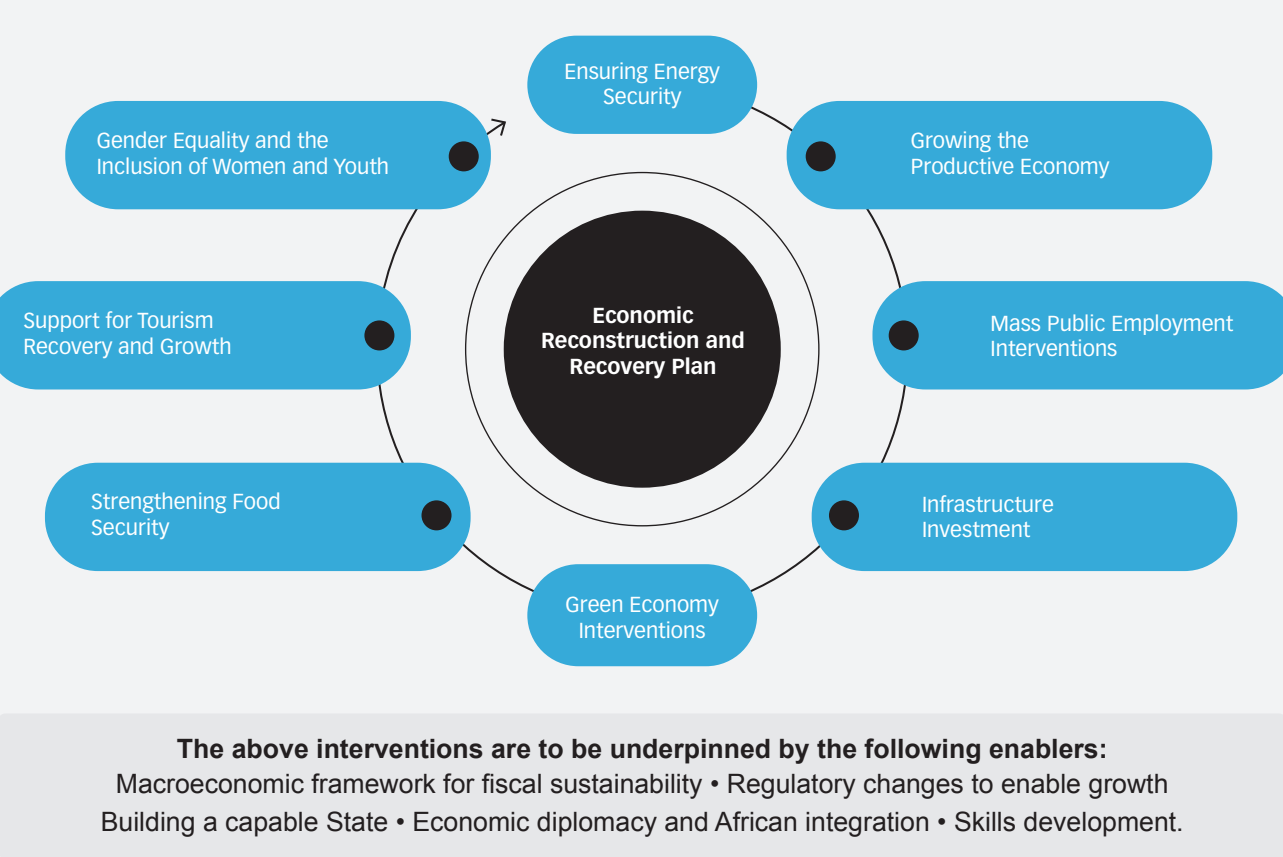 Ensuring Energy
Security
Growing the
Productive Economy
Mass Public Employment
Interventions
Infrastructure
Investment
Green Economy
Interventions
Strengthening Food
Security
Support for Tourism
Recovery and Growth
Gender Equality and the
Inclusion of Women and Youth
Economic
Reconstruction and
Recovery Plan
The above interventions are to be underpinned by the following enablers:
Macroeconomic framework for fiscal sustainability • Regulatory changes to enable growth
Building a capable State • Economic diplomacy and African integration • Skills development.